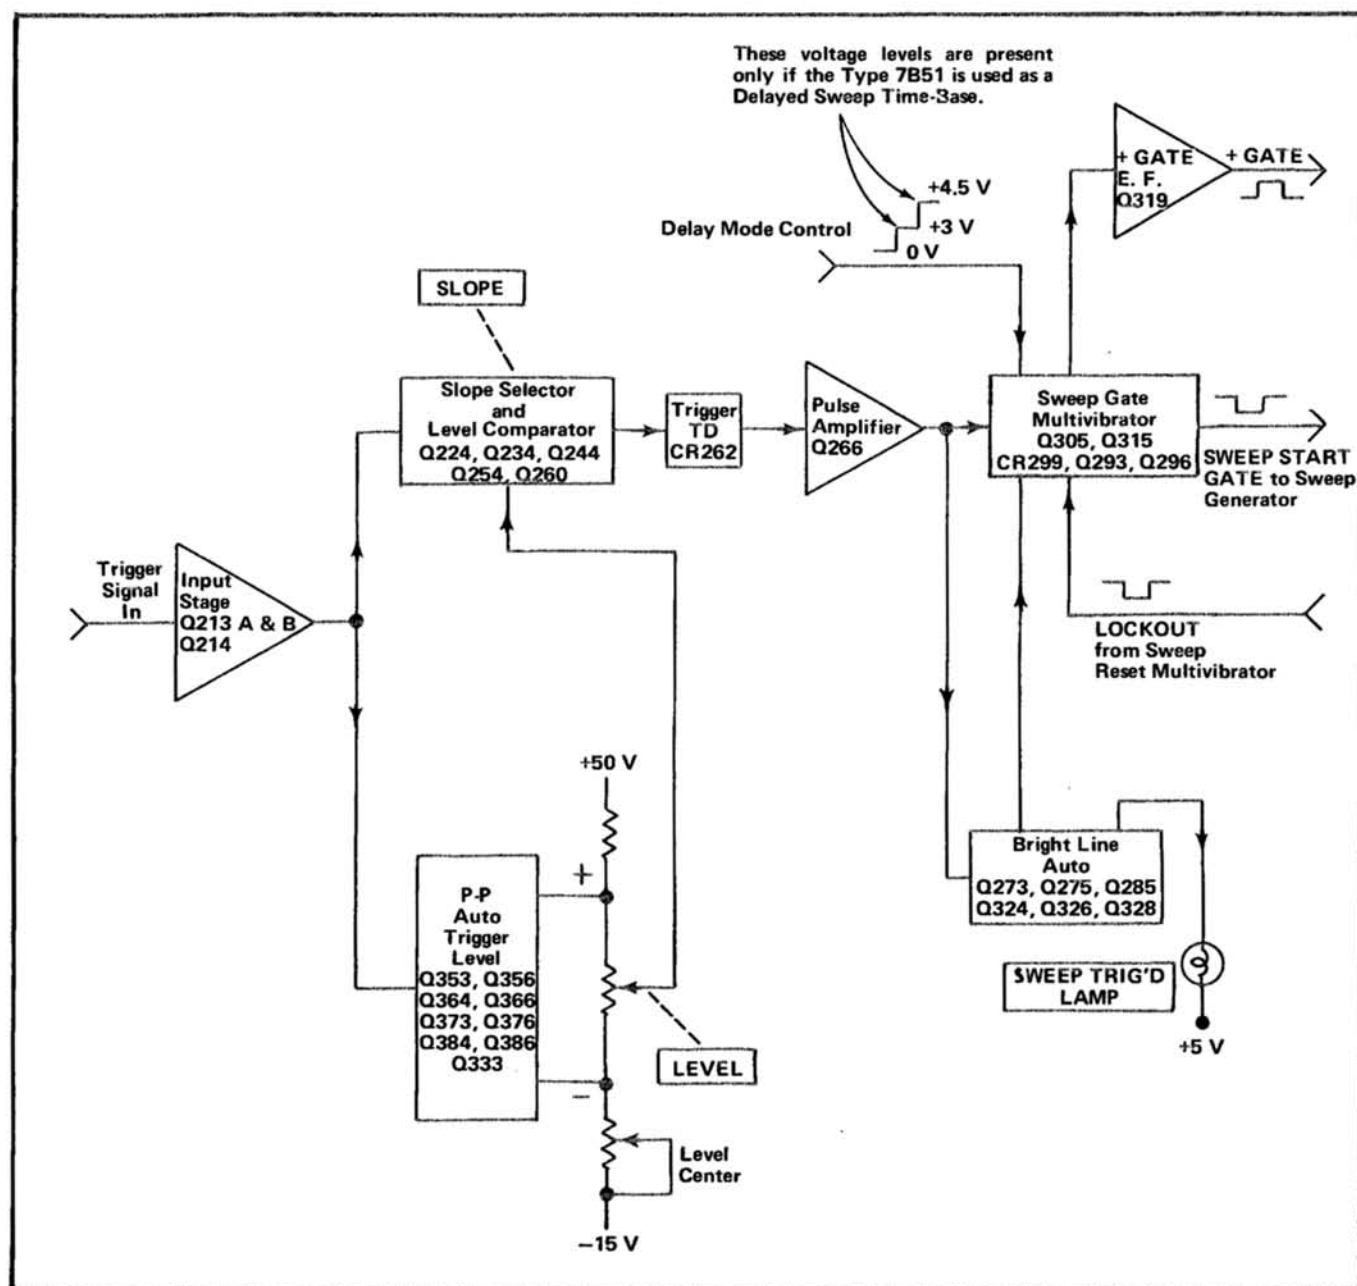 These voltage levels are present
only if the Type 7B51 is used as a
Delayed Sweep Time-Base.
+ GATE
E. F.
Q319
+ GATE
+4.5 V
+3 V
0 V
Delay Mode Control
SLOPE
Slope Selector
and
Level Comparator
Q224, Q234, Q244
Q254, Q260
Trigger
TD
CR262
Pulse
Amplifier
Q266
Sweep Gate
Multivibrator
Q305, Q315
CR299, Q293, Q296
SWEEP START
GATE to Sweep
Generator
Trigger
Signal
In
Input
Stage
Q213 A & B
Q214
LOCKOUT
from Sweep
Reset Multivibrator
+50 V
+
P-P
Auto
Trigger
Level
Q353, Q356
Q364, Q366
Q373, Q376
Q384, Q386
Q333
−
LEVEL
Level
Center
−15 V
Bright Line
Auto
Q273, Q275, Q285
Q324, Q326, Q328
SWEEP TRIG'D
LAMP
+5 V